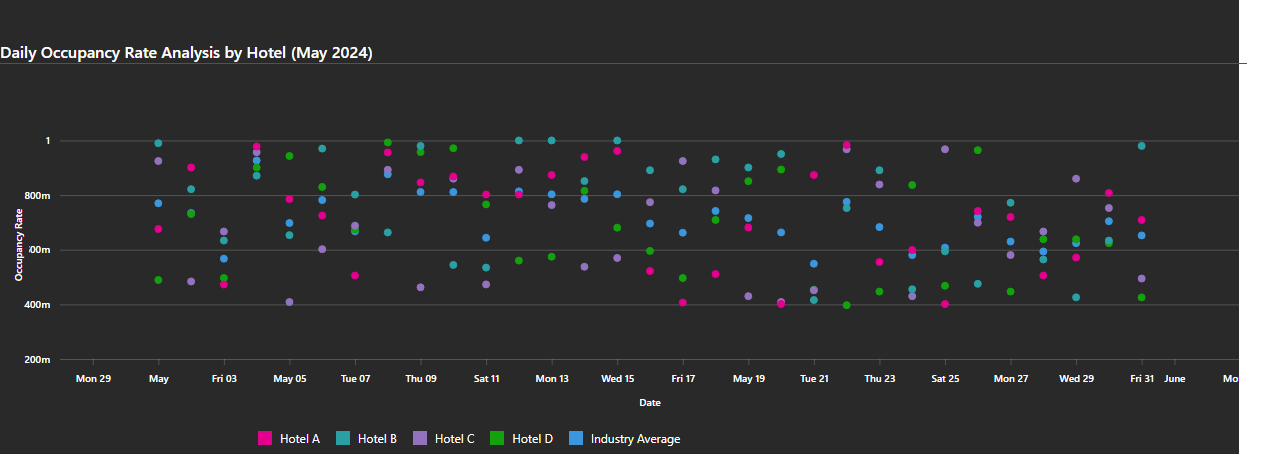 Daily Occupancy Rate Analysis by Hotel (May 2024)
1
800m
600m
400m
200m
Occupancy Rate
Mon 29 May Fri 03 May 05 Tue 07 Thu 09 Sat 11 Mon 13 Wed 15 Fri 17 May 19 Tue 21 Thu 23 Sat 25 Mon 27 Wed 29 Fri 31 June Mo
Date
Hotel A Hotel B Hotel C Hotel D Industry Average